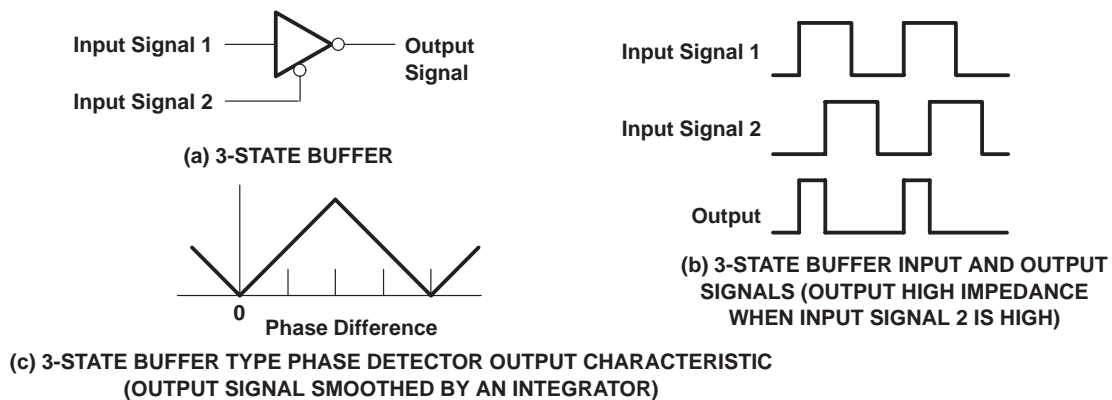 Input Signal 1
Output
Signal
Input Signal 2
(a) 3-STATE BUFFER
Input Signal 1
Input Signal 2
Output
(b) 3-STATE BUFFER INPUT AND OUTPUT
SIGNALS (OUTPUT HIGH IMPEDANCE
WHEN INPUT SIGNAL 2 IS HIGH)
0
Phase Difference
(c) 3-STATE BUFFER TYPE PHASE DETECTOR OUTPUT CHARACTERISTIC
(OUTPUT SIGNAL SMOOTHED BY AN INTEGRATOR)